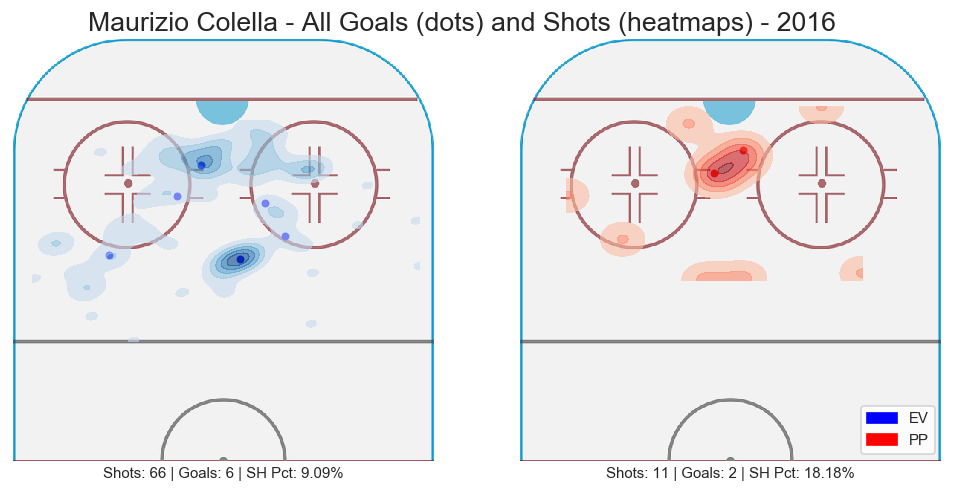 Maurizio Colella - All Goals (dots) and Shots (heatmaps) - 2016
EV
PP
Shots: 66 | Goals: 6 | SH Pct: 9.09%
Shots: 11 | Goals: 2 | SH Pct: 18.18%